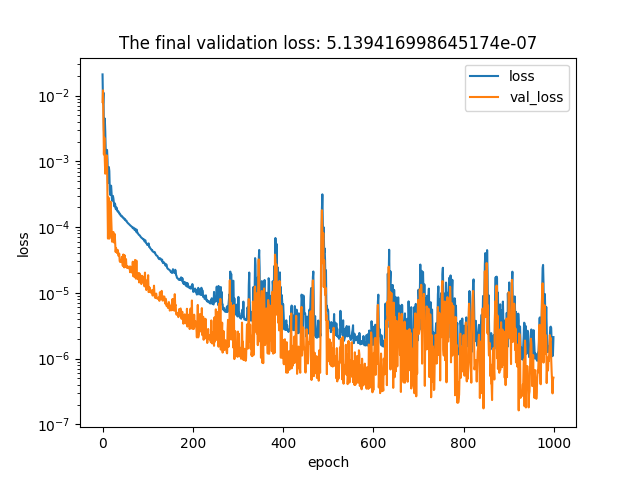 The final validation loss: 5.139416998645174e-07
loss
val_loss
10⁻²
10⁻³
10⁻⁴
10⁻⁵
10⁻⁶
10⁻⁷
loss
0 200 400 600 800 1000
epoch